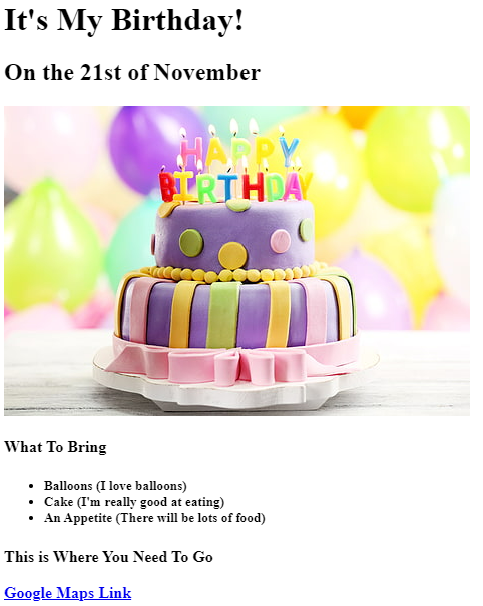 It's My Birthday!
On the 21st of November
HAPPY
BIRTHDAY
What To Bring
Balloons (I love balloons)
Cake (I'm really good at eating)
An Appetite (There will be lots of food)
This is Where You Need To Go
Google Maps Link